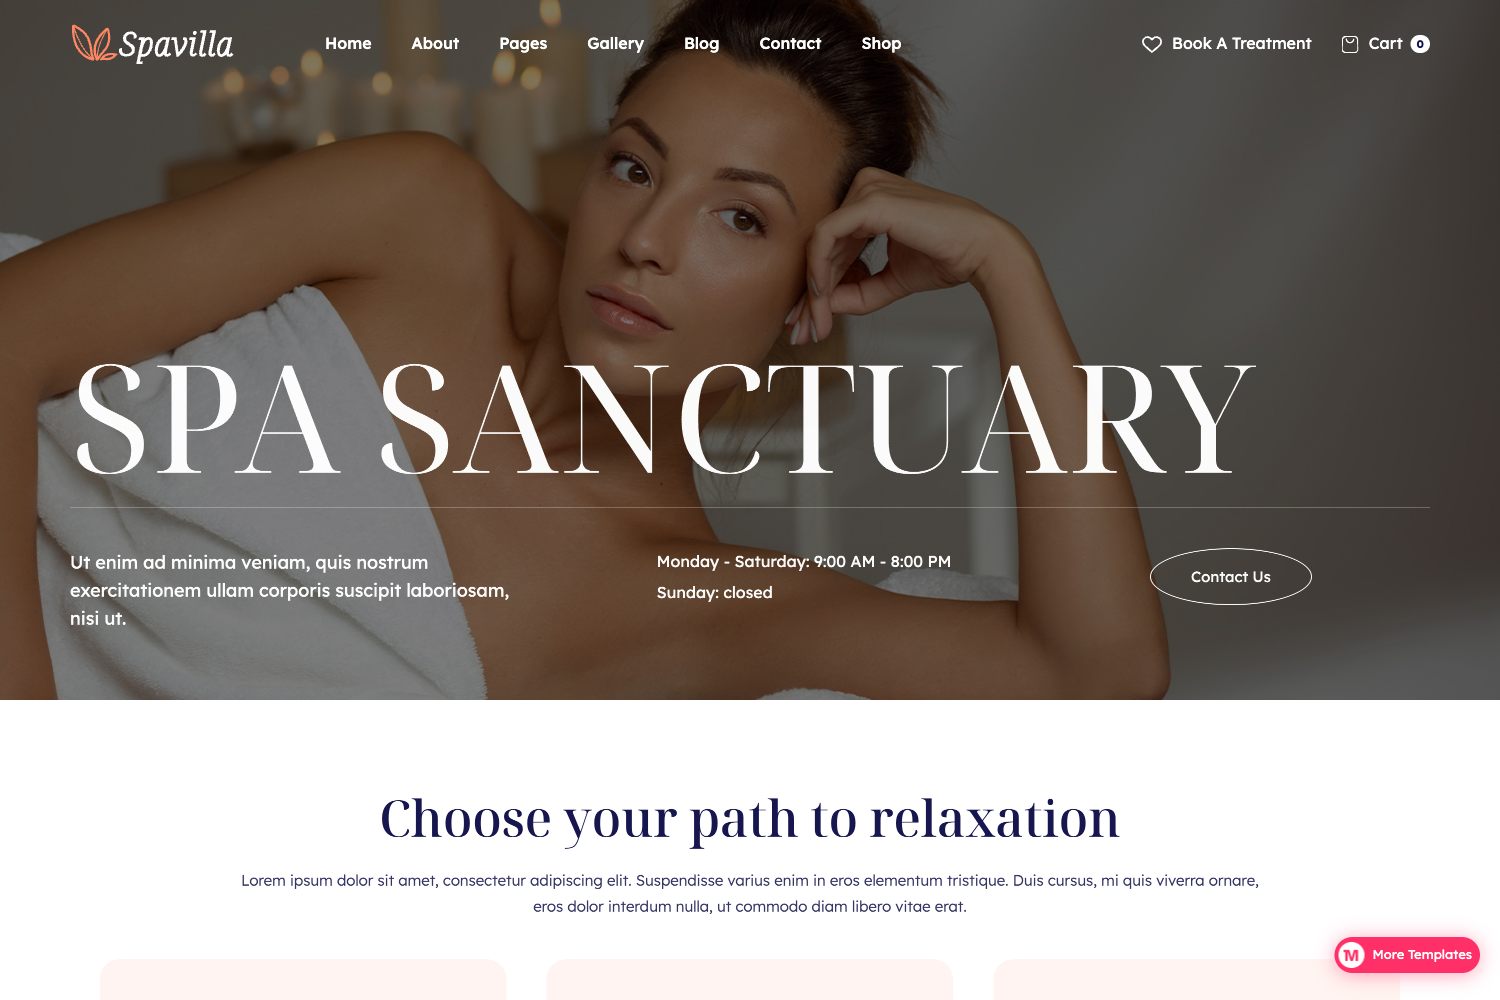 Spavilla
Home About Pages Gallery Blog Contact Shop
Book A Treatment
Cart 0
SPA SANCTUARY
Ut enim ad minima veniam, quis nostrum
exercitationem ullam corporis suscipit laboriosam,
nisi ut.
Monday - Saturday: 9:00 AM - 8:00 PM
Sunday: closed
Contact Us
Choose your path to relaxation
Lorem ipsum dolor sit amet, consectetur adipiscing elit. Suspendisse varius enim in eros elementum tristique. Duis cursus, mi quis viverra ornare,
eros dolor interdum nulla, ut commodo diam libero vitae erat.
M More Templates